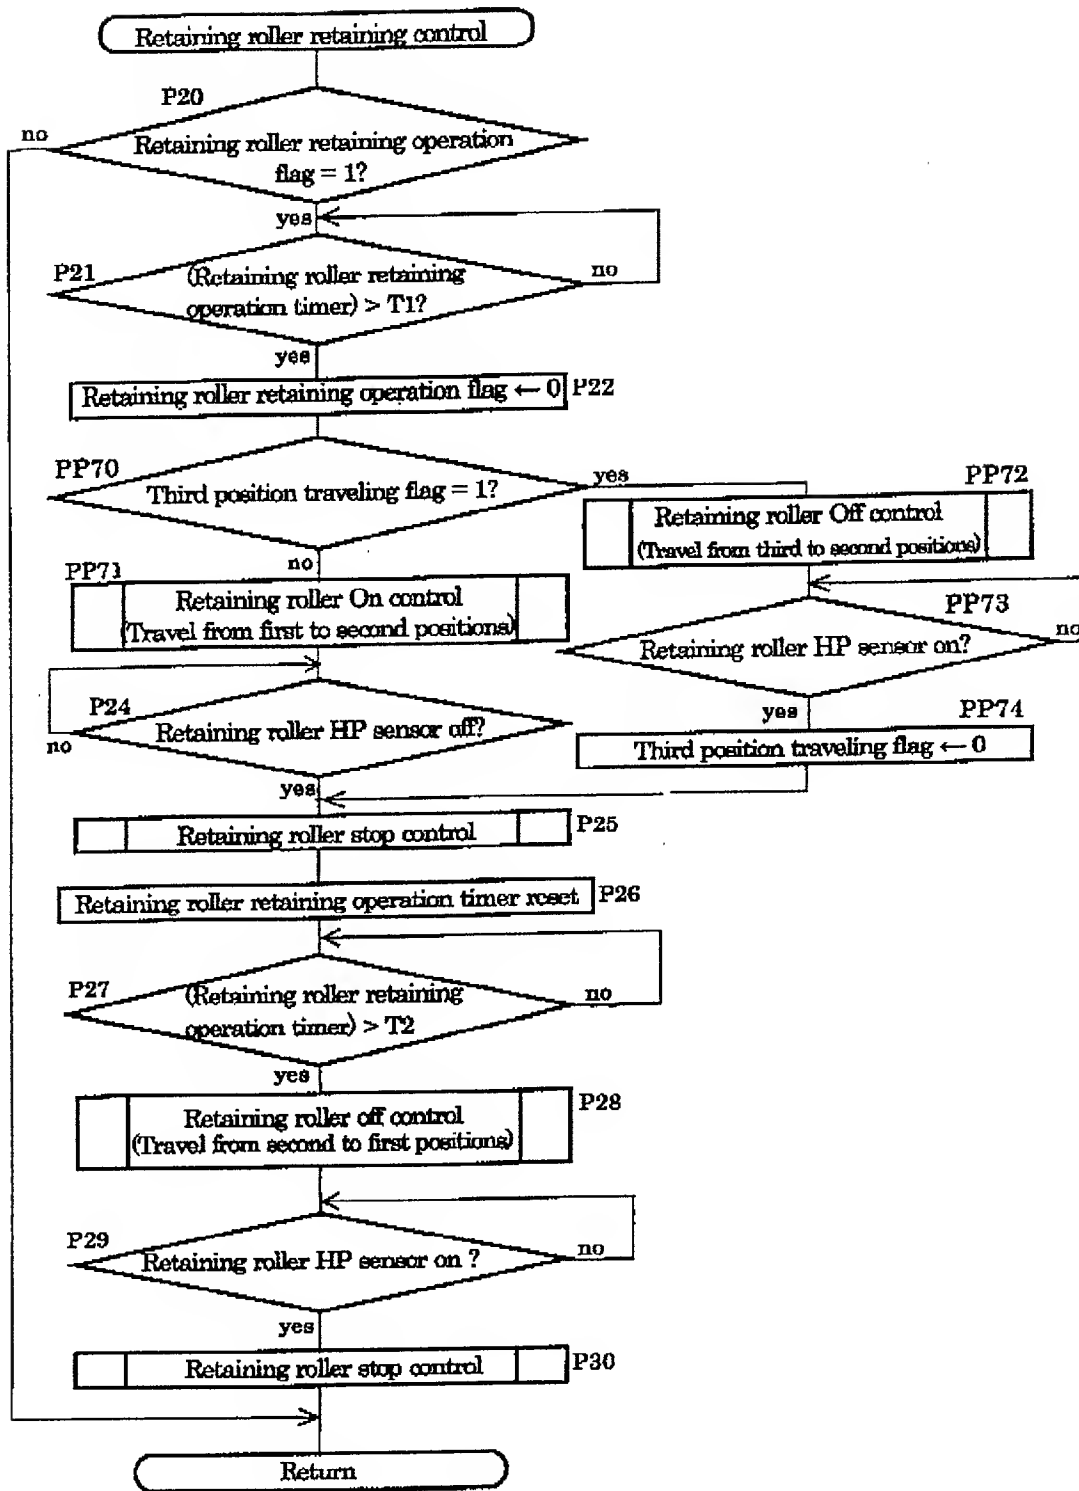 Retaining roller retaining control
P20
no
Retaining roller retaining operation
flag = 1?
yes
P21
(Retaining roller retaining
operation timer) > T1?
no
yes
Retaining roller retaining operation flag ← 0
P22
PP70
Third position traveling flag = 1?
yes
PP72
Retaining roller Off control
(Travel from third to second positions)
no
PP71
Retaining roller On control
(Travel from first to second positions)
PP73
Retaining roller HP sensor on?
no
P24
Retaining roller HP sensor off?
no
yes
PP74
Third position traveling flag ← 0
yes
Retaining roller stop control
P25
Retaining roller retaining operation timer reset
P26
P27
(Retaining roller retaining
operation timer) > T2
no
yes
Retaining roller off control
(Travel from second to first positions)
P28
P29
Retaining roller HP sensor on ?
no
yes
Retaining roller stop control
P30
Return